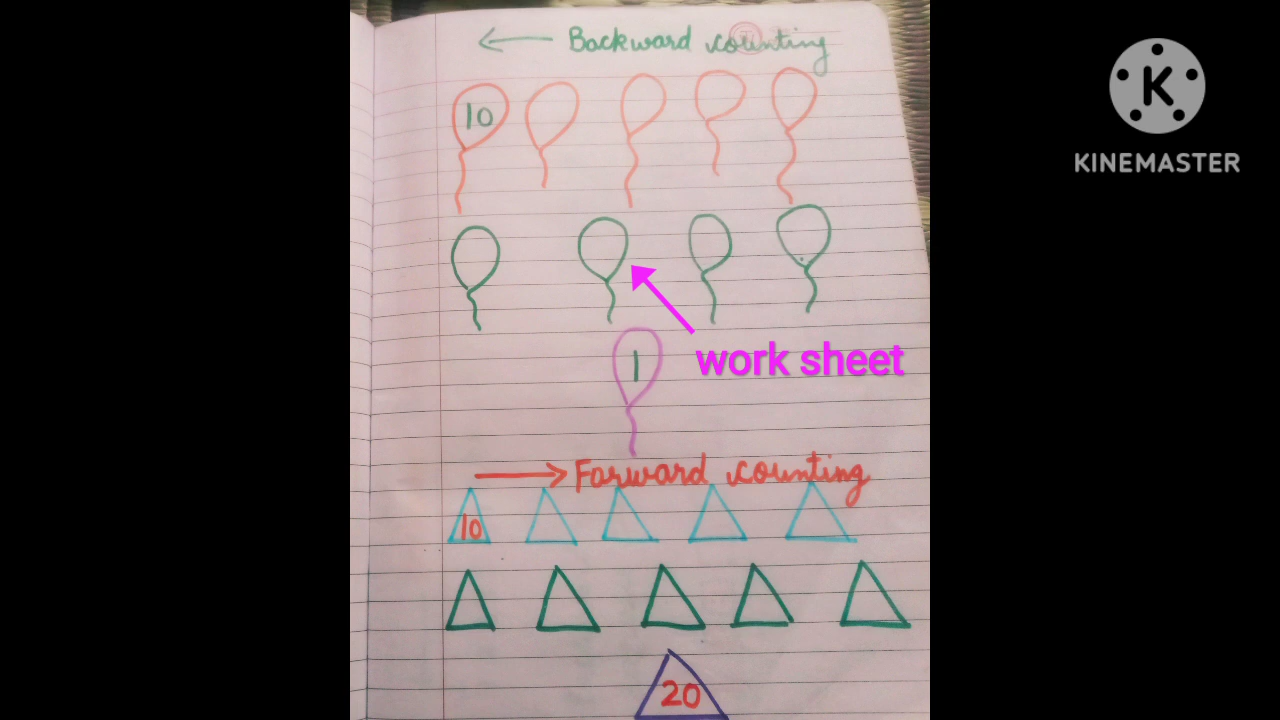 ← Backward counting
10
1
work sheet
→ Forward counting
10
20
K
KINEMASTER